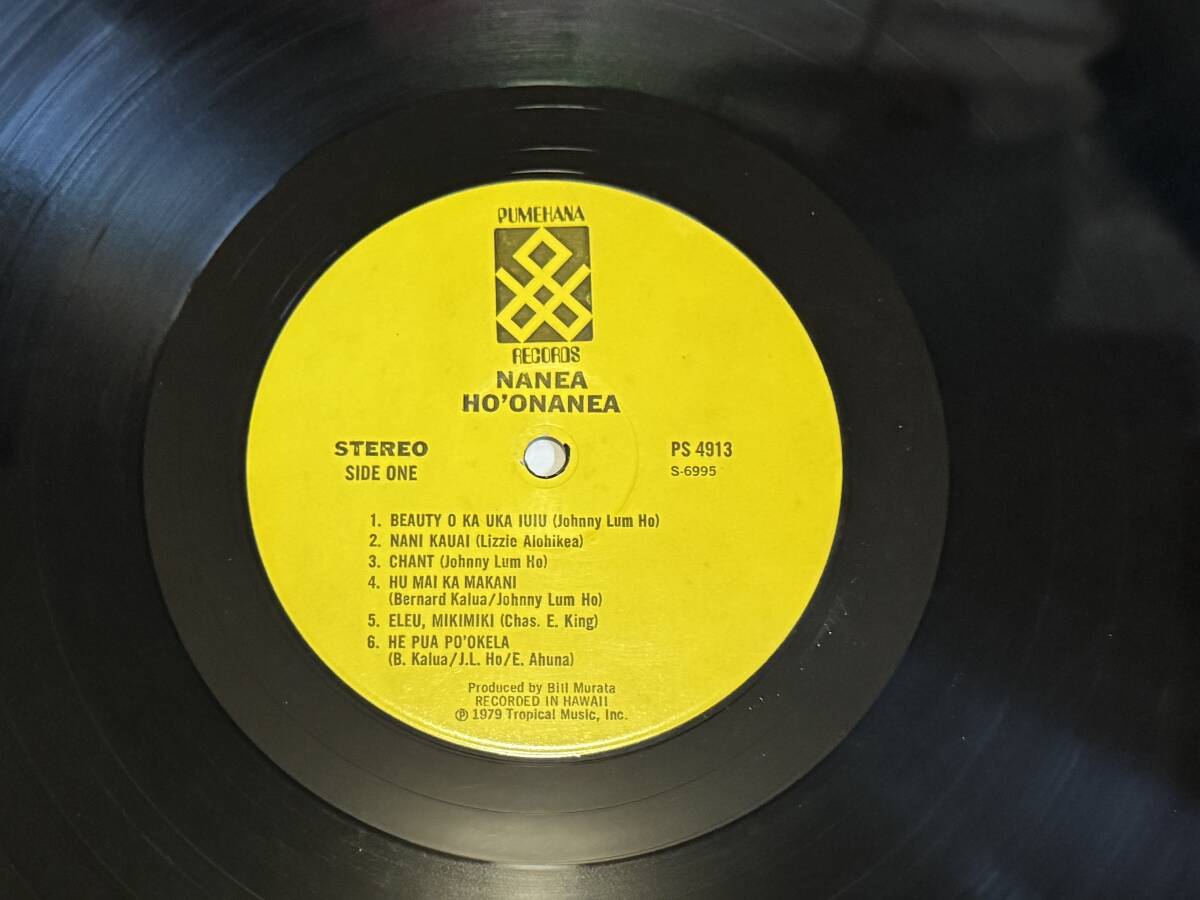 PUMEHANA
RECORDS
NANEA
HO'ONANEA
STEREO
SIDE ONE
PS 4913
S-6995
1. BEAUTY O KA UKA IUIU (Johnny Lum Ho)
2. NANI KAUAI (Lizzie Alohikea)
3. CHANT (Johnny Lum Ho)
4. HU MAI KA MAKANI
(Bernard Kalua/Johnny Lum Ho)
5. ELEU, MIKIMIKI (Chas. E. King)
6. HE PUA PO'OKELA
(B. Kalua/J.L. Ho/E. Ahuna)
Produced by Bill Murata
RECORDED IN HAWAII
℗ 1979 Tropical Music, Inc.